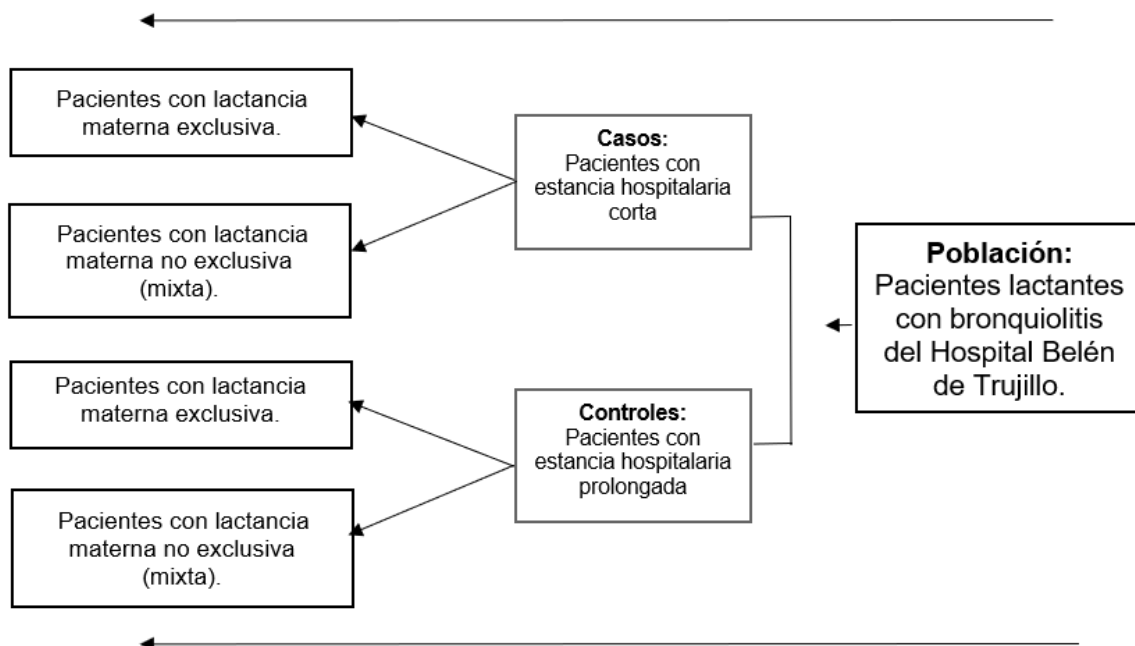 Pacientes con lactancia
materna exclusiva.
Pacientes con lactancia
materna no exclusiva
(mixta).
Pacientes con lactancia
materna exclusiva.
Pacientes con lactancia
materna no exclusiva
(mixta).
Casos:
Pacientes con
estancia hospitalaria
corta
Controles:
Pacientes con
estancia hospitalaria
prolongada
Población:
Pacientes lactantes
con bronquiolitis
del Hospital Belén
de Trujillo.